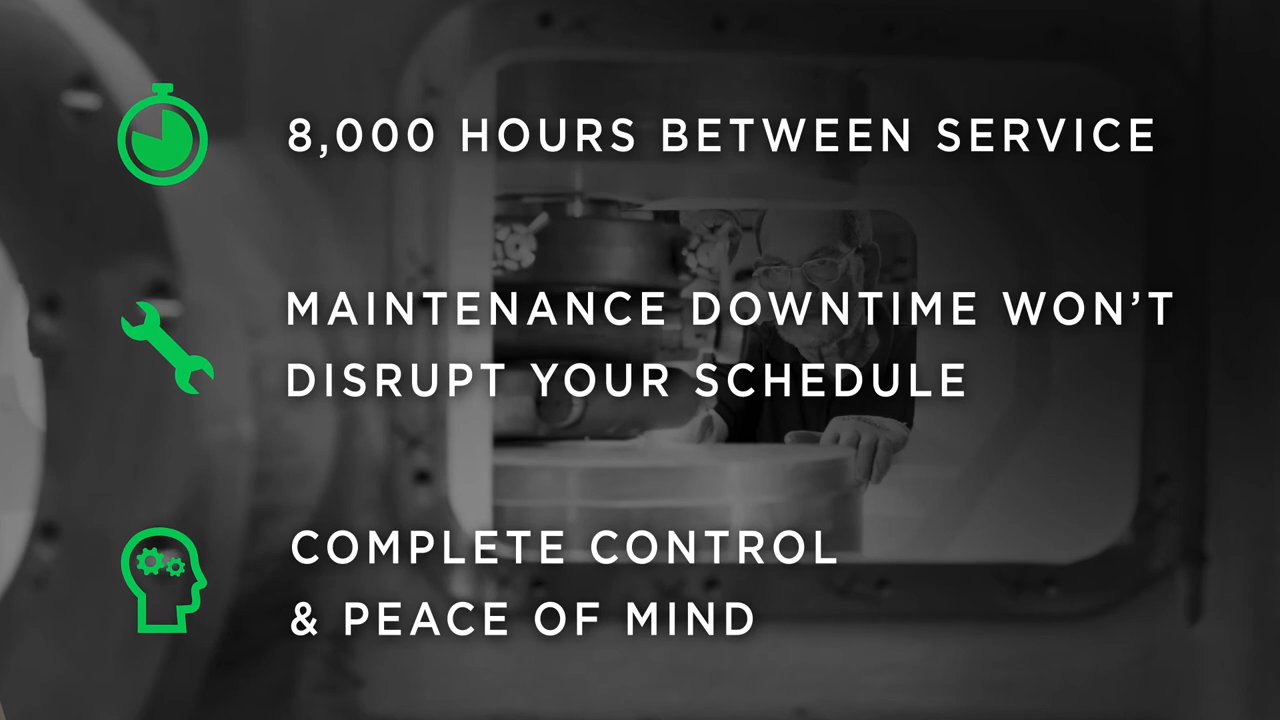 8,000 HOURS BETWEEN SERVICE
MAINTENANCE DOWNTIME WON’T
DISRUPT YOUR SCHEDULE
COMPLETE CONTROL
& PEACE OF MIND